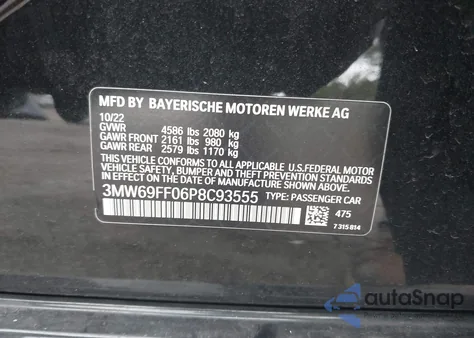 MFD BY BAYERISCHE MOTOREN WERKE AG
10/22
GVWR 4586 lbs 2080 kg
GAWR FRONT 2161 lbs 980 kg
GAWR REAR 2579 lbs 1170 kg
THIS VEHICLE CONFORMS TO ALL APPLICABLE U.S.FEDERAL MOTOR
VEHICLE SAFETY, BUMPER, AND THEFT PREVENTION STANDARDS
IN EFFECT ON THE DATE OF MANUFACTURE SHOWN ABOVE.
3MW69FF06P8C93555 TYPE: PASSENGER CAR
475
7 315 814
autoSnap